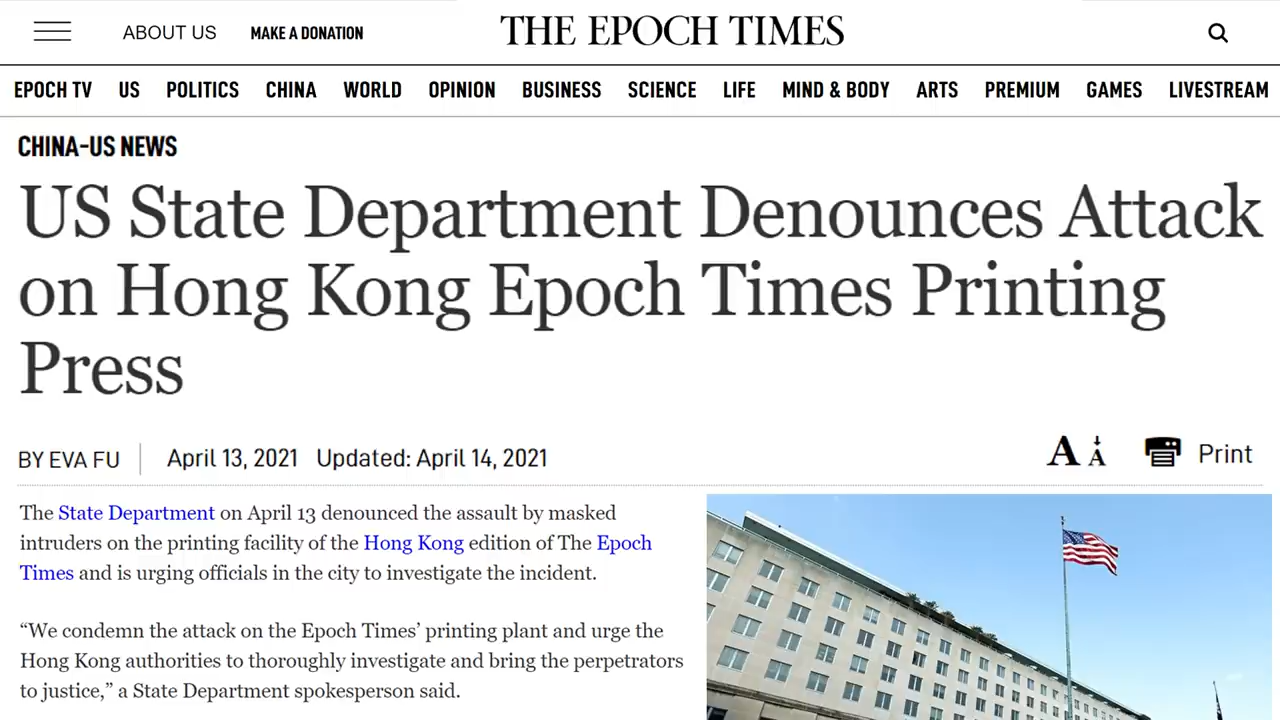 ABOUT US MAKE A DONATION THE EPOCH TIMES
EPOCH TV US POLITICS CHINA WORLD OPINION BUSINESS SCIENCE LIFE MIND & BODY ARTS PREMIUM GAMES LIVESTREAM
CHINA-US NEWS
US State Department Denounces Attack
on Hong Kong Epoch Times Printing
Press
BY EVA FU April 13, 2021 Updated: April 14, 2021 A A Print
The State Department on April 13 denounced the assault by masked
intruders on the printing facility of the Hong Kong edition of The Epoch
Times and is urging officials in the city to investigate the incident.
“We condemn the attack on the Epoch Times’ printing plant and urge the
Hong Kong authorities to thoroughly investigate and bring the perpetrators
to justice,” a State Department spokesperson said.